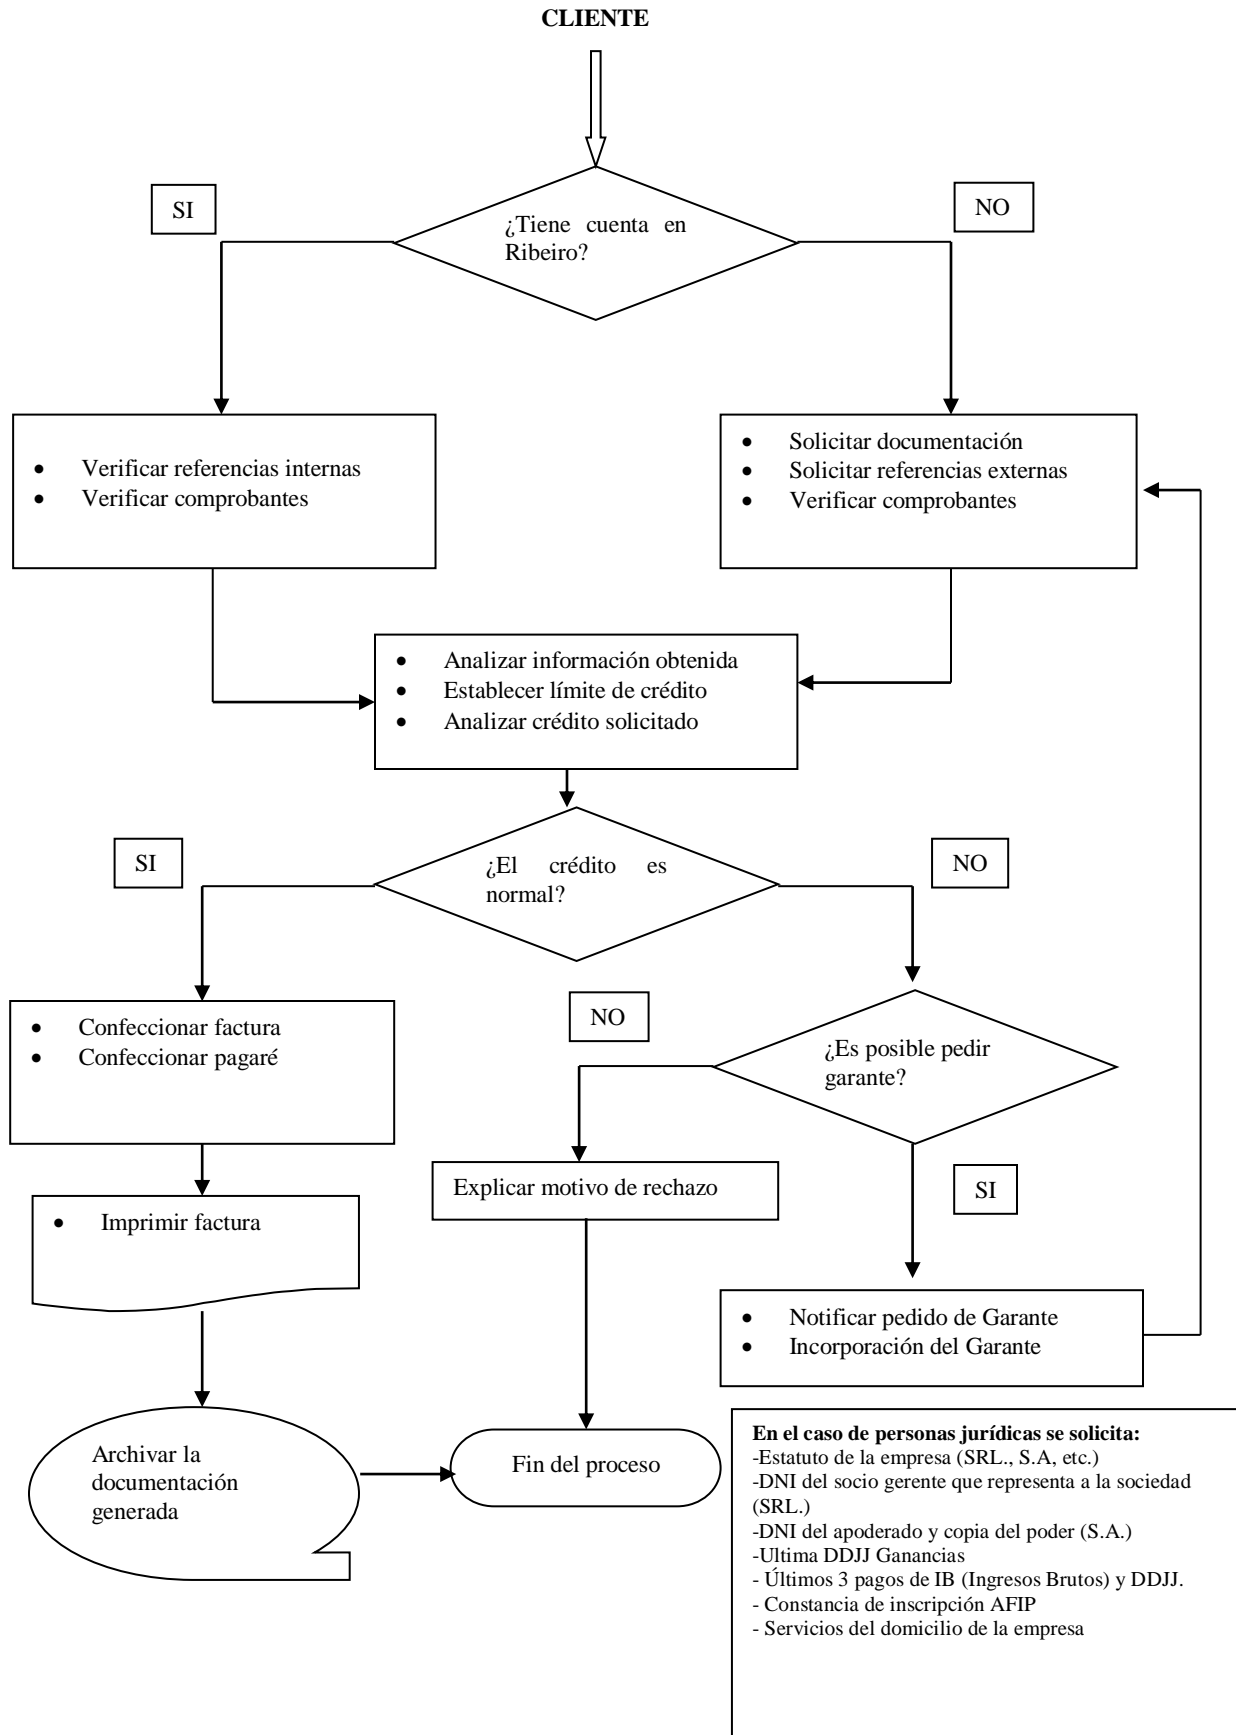 CLIENTE
SI
NO
¿Tiene cuenta en
Ribeiro?
• Verificar referencias internas
• Verificar comprobantes
• Solicitar documentación
• Solicitar referencias externas
• Verificar comprobantes
• Analizar información obtenida
• Establecer límite de crédito
• Analizar crédito solicitado
SI
NO
¿El crédito es
normal?
• Confeccionar factura
• Confeccionar pagaré
NO
¿Es posible pedir
garante?
Explicar motivo de rechazo
SI
• Imprimir factura
• Notificar pedido de Garante
• Incorporación del Garante
Archivar la
documentación
generada
Fin del proceso
En el caso de personas jurídicas se solicita:
-Estatuto de la empresa (SRL., S.A, etc.)
-DNI del socio gerente que representa a la sociedad
(SRL.)
-DNI del apoderado y copia del poder (S.A.)
-Ultima DDJJ Ganancias
- Últimos 3 pagos de IB (Ingresos Brutos) y DDJJ.
- Constancia de inscripción AFIP
- Servicios del domicilio de la empresa